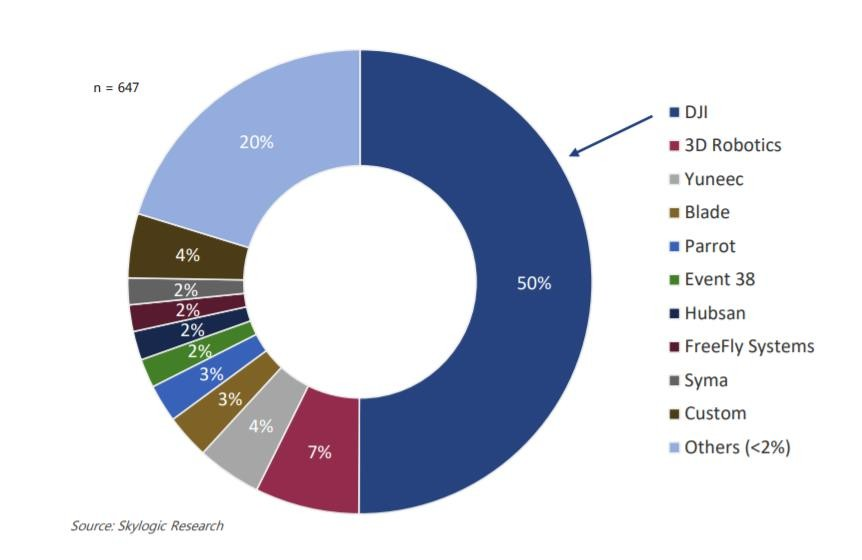 n = 647
DJI
3D Robotics
Yuneec
Blade
Parrot
Event 38
Hubsan
FreeFly Systems
Syma
Custom
Others (<2%)
50%
7%
4%
3%
3%
2%
2%
2%
2%
4%
20%
Source: Skylogic Research